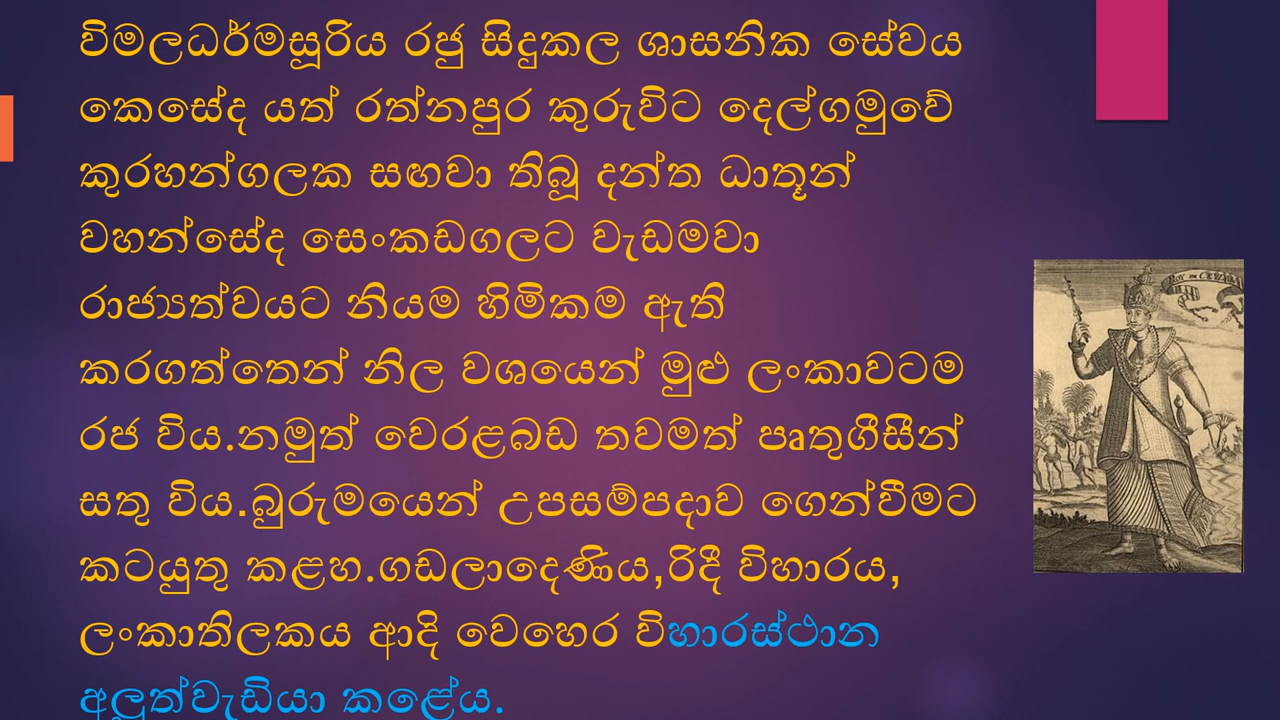 විමලධර්මසූරිය රජු සිදුකල ශාසනික සේවය
කෙසේද යත් රත්නපුර කුරුවිට දෙල්ගමුවේ
කුරහන්ගලක සඟවා තිබූ දන්ත ධාතූන්
වහන්සේද සෙංකඩගලට වැඩමවා
රාජ්‍යත්වයට නියම හිමිකම ඇති
කරගත්තෙන් නිල වශයෙන් මුළු ලංකාවටම
රජ විය.නමුත් වෙරළබඩ තවමත් පෘතුගීසීන්
සතු විය.බුරුමයෙන් උපසම්පදාව ගෙන්වීමට
කටයුතු කළහ.ගඩලාදෙණිය,රිදී විහාරය,
ලංකාතිලකය ආදි වෙහෙර විහාරස්ථාන
අලුත්වැඩියා කළේය.